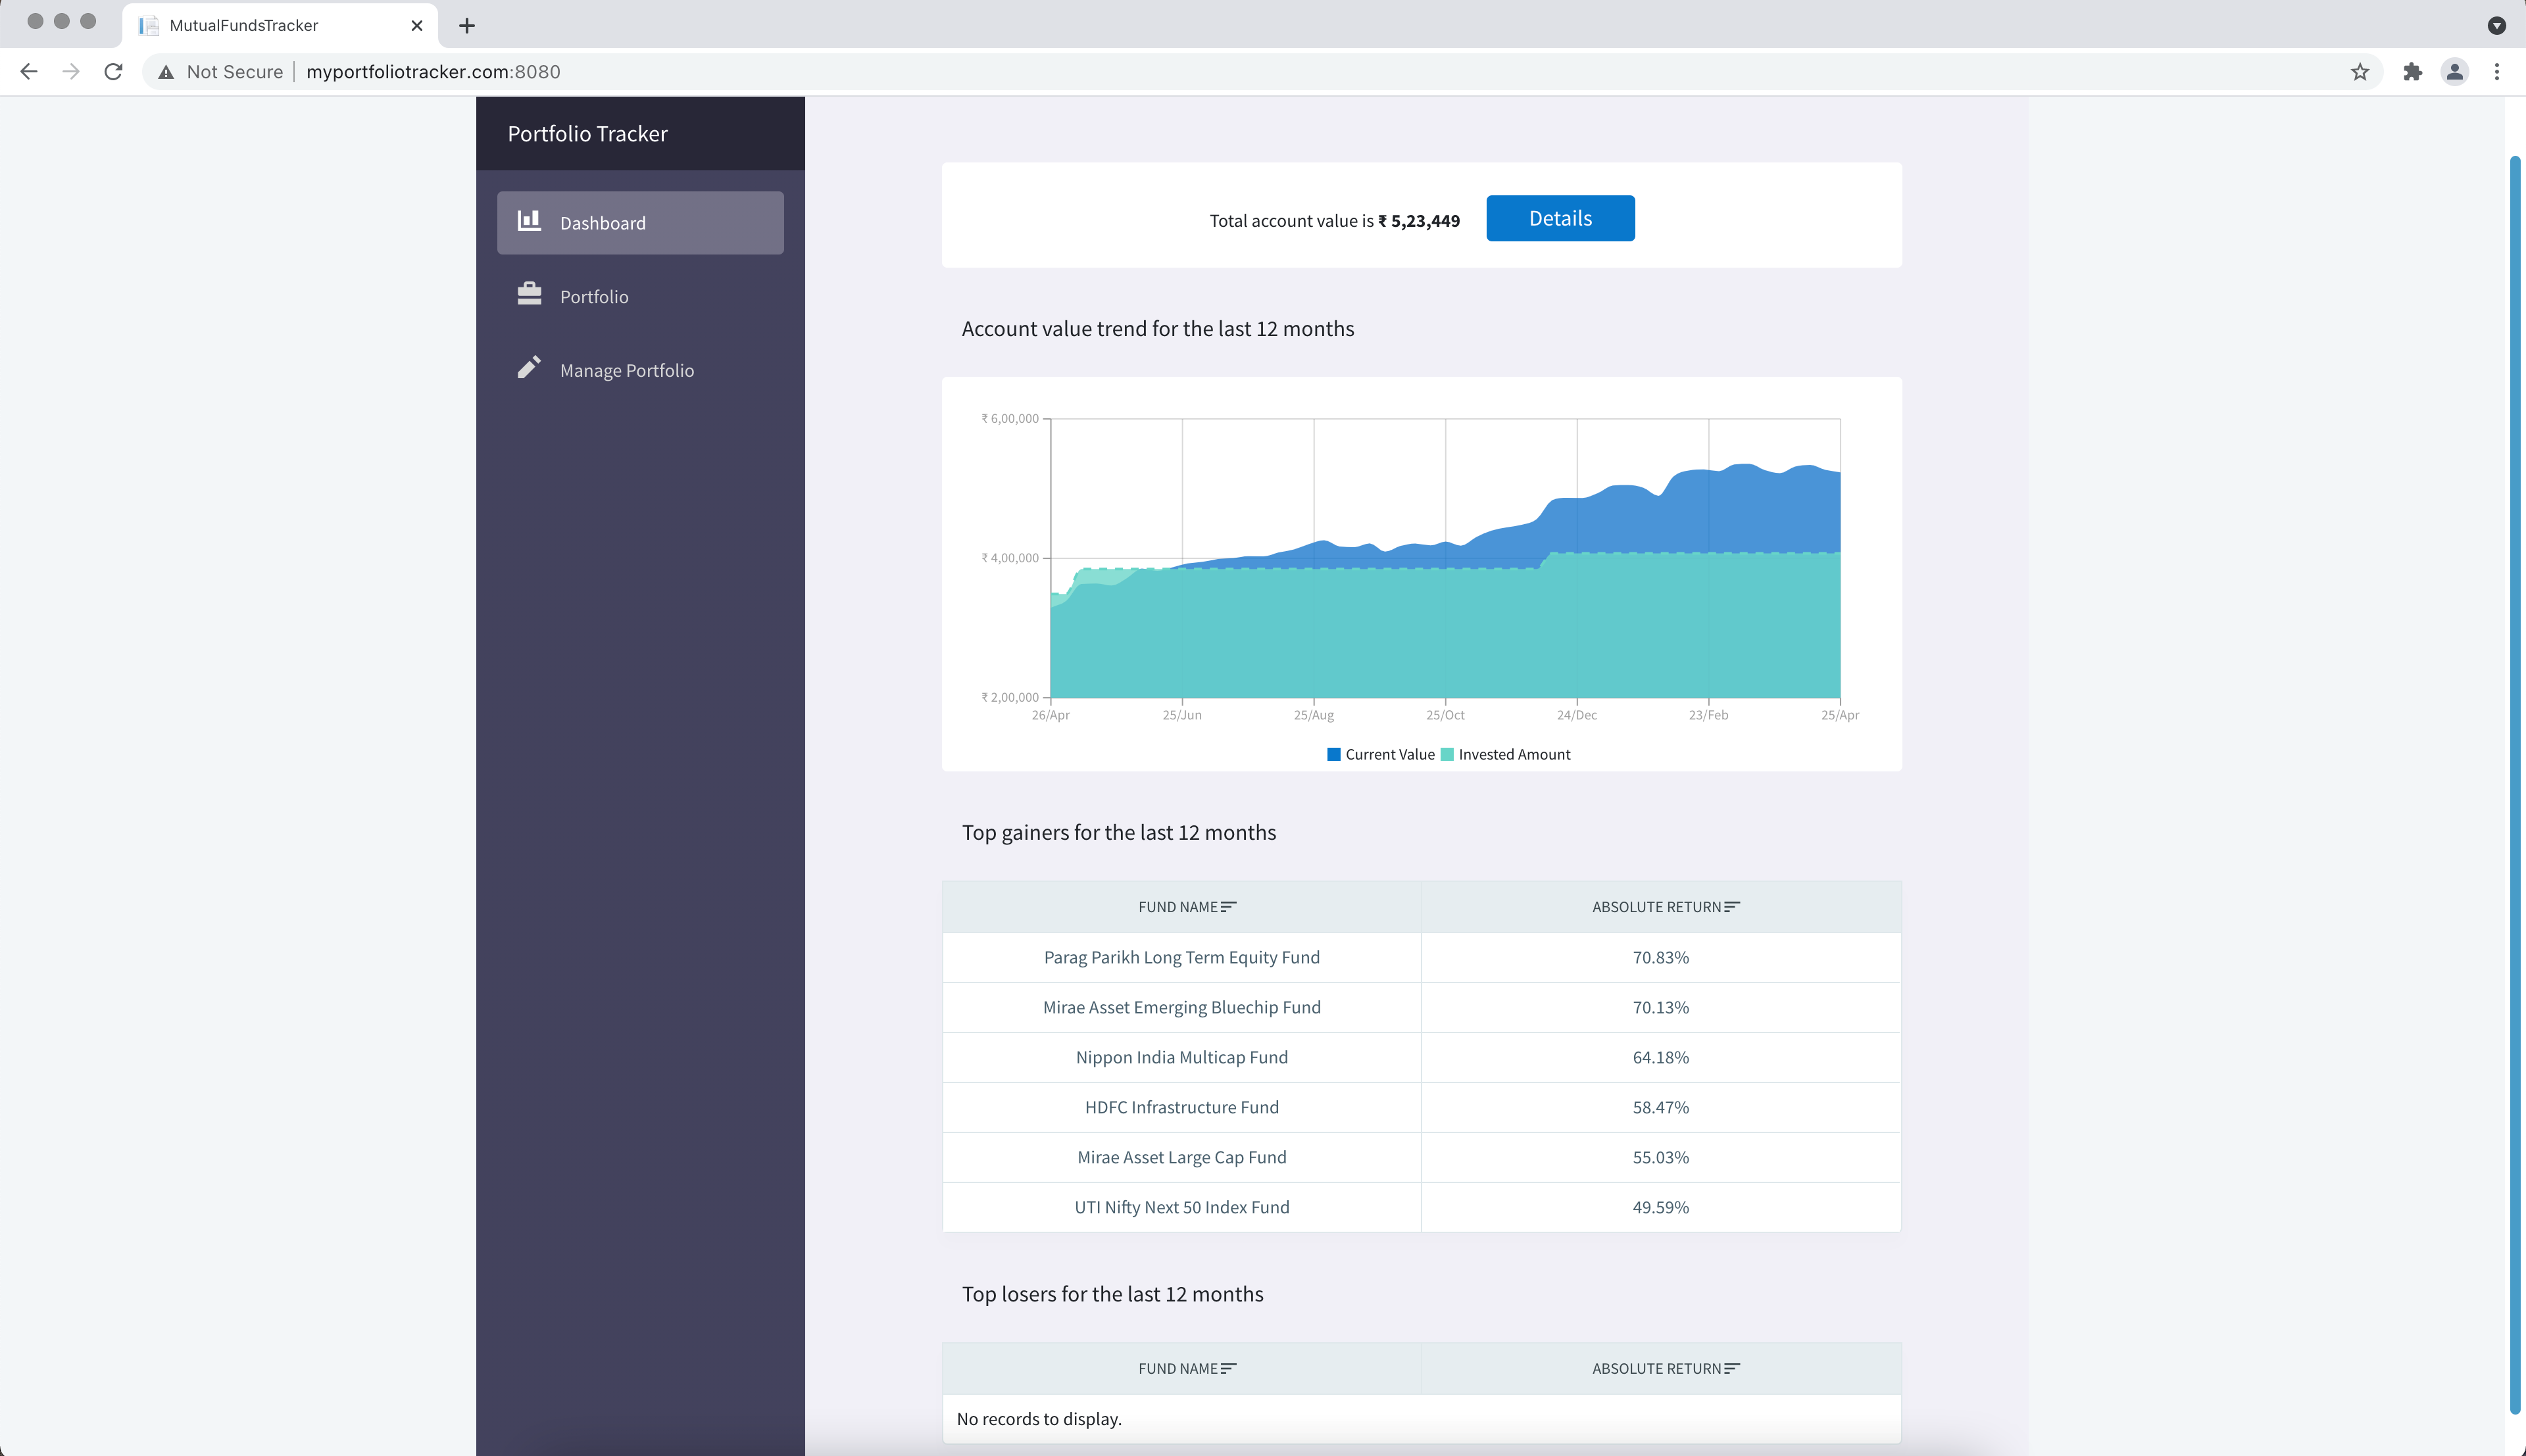 MutualFundsTracker
Not Secure myportfoliotracker.com:8080
Portfolio Tracker
Dashboard
Portfolio
Manage Portfolio
Total account value is ₹ 5,23,449 Details
Account value trend for the last 12 months
₹ 6,00,000
₹ 4,00,000
₹ 2,00,000
26/Apr 25/Jun 25/Aug 25/Oct 24/Dec 23/Feb 25/Apr
Current Value Invested Amount
Top gainers for the last 12 months
FUND NAME ABSOLUTE RETURN
Parag Parikh Long Term Equity Fund 70.83%
Mirae Asset Emerging Bluechip Fund 70.13%
Nippon India Multicap Fund 64.18%
HDFC Infrastructure Fund 58.47%
Mirae Asset Large Cap Fund 55.03%
UTI Nifty Next 50 Index Fund 49.59%
Top losers for the last 12 months
FUND NAME ABSOLUTE RETURN
No records to display.